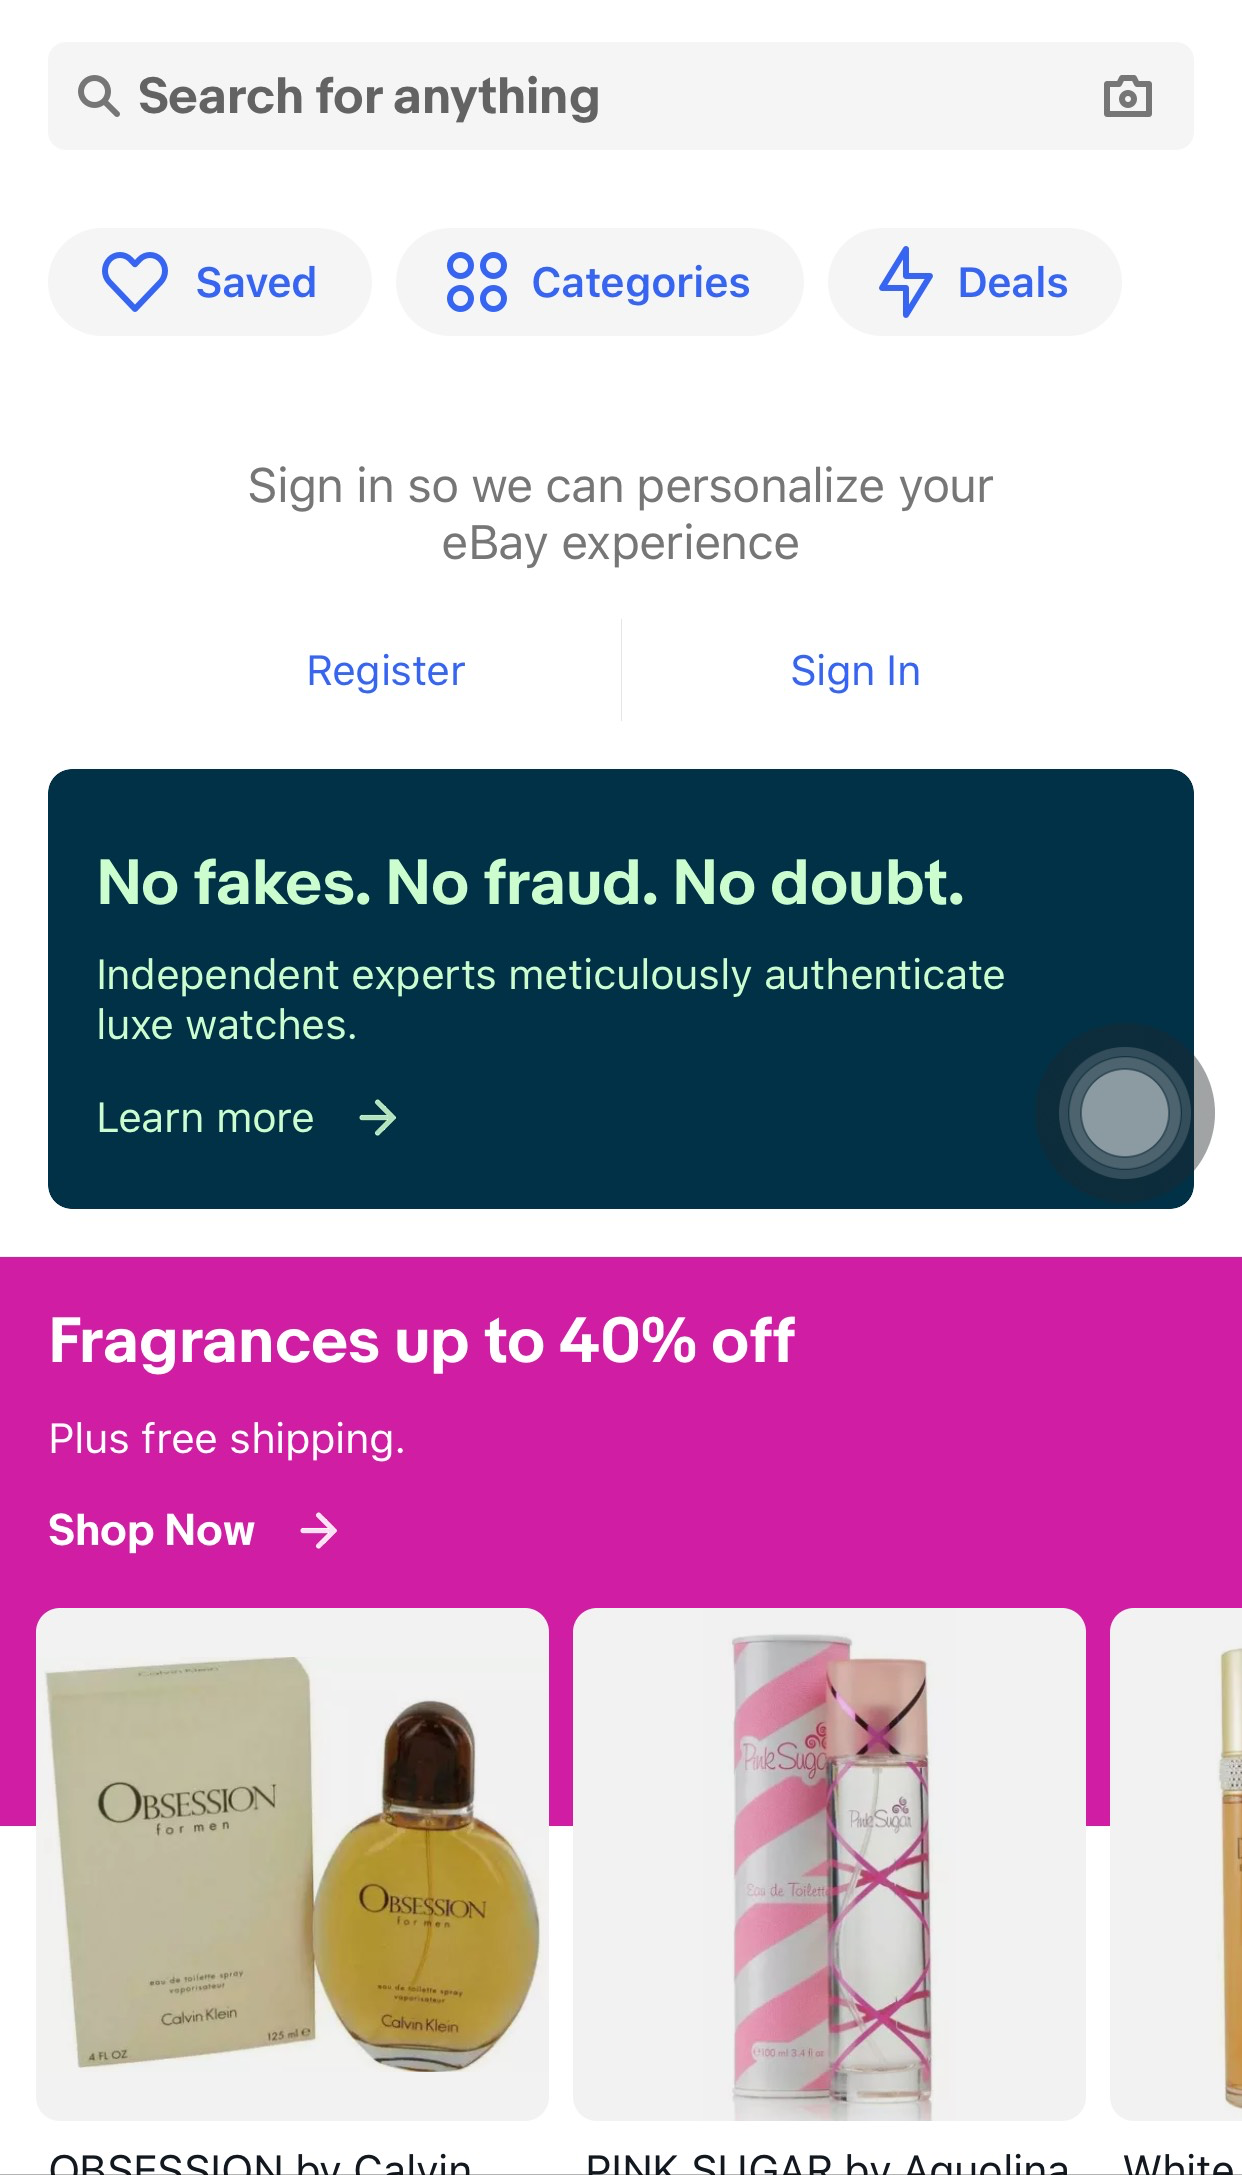 Search for anything
Saved
Categories
Deals
Sign in so we can personalize your
eBay experience
Register
Sign In
No fakes. No fraud. No doubt.
Independent experts meticulously authenticate
luxe watches.
Learn more
Fragrances up to 40% off
Plus free shipping.
Shop Now
Calvin Klein
OBSESSION
for men
eau de toilette spray
vaporisateur
Calvin Klein
125 ml e
4 FL OZ
OBSESSION
for men
eau de toilette spray
vaporisateur
Calvin Klein
Pink Suga
Eau de Toilett
100 ml 3.4 fl oz
Pink Sugar
OBSESSION by Calvin
PINK SUGAR by Aquolina
White